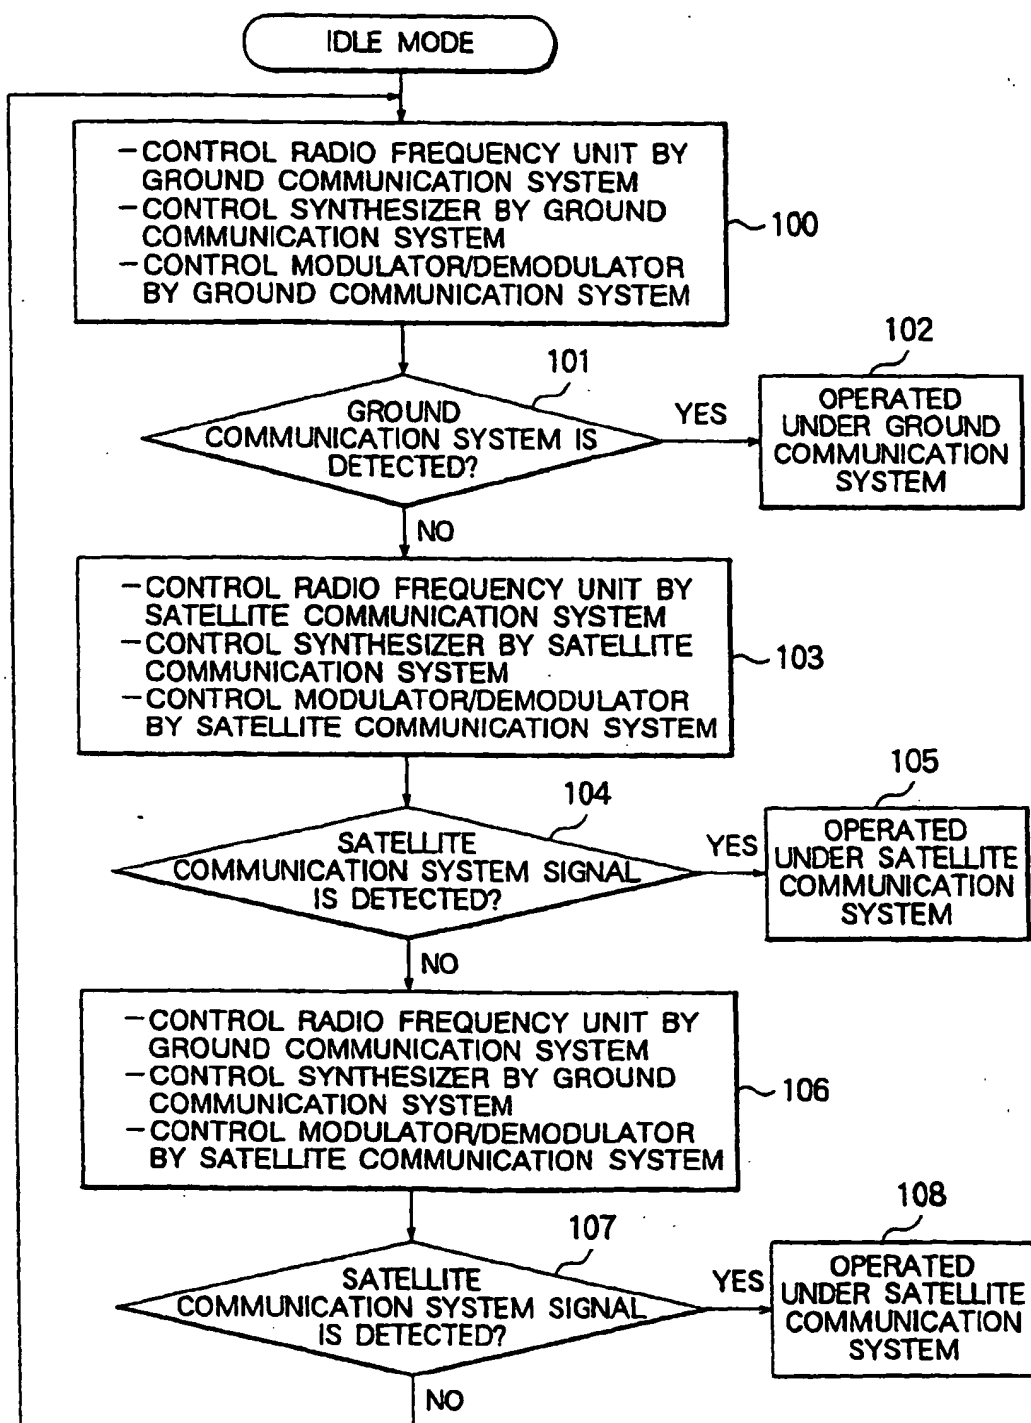 IDLE MODE
–CONTROL RADIO FREQUENCY UNIT BY
GROUND COMMUNICATION SYSTEM
–CONTROL SYNTHESIZER BY GROUND
COMMUNICATION SYSTEM
–CONTROL MODULATOR/DEMODULATOR
BY GROUND COMMUNICATION SYSTEM
100
101
GROUND
COMMUNICATION SYSTEM IS
DETECTED?
YES
102
OPERATED
UNDER GROUND
COMMUNICATION
SYSTEM
NO
–CONTROL RADIO FREQUENCY UNIT BY
SATELLITE COMMUNICATION SYSTEM
–CONTROL SYNTHESIZER BY SATELLITE
COMMUNICATION SYSTEM
–CONTROL MODULATOR/DEMODULATOR
BY SATELLITE COMMUNICATION SYSTEM
103
104
SATELLITE
COMMUNICATION SYSTEM SIGNAL
IS DETECTED?
YES
105
OPERATED
UNDER SATELLITE
COMMUNICATION
SYSTEM
NO
–CONTROL RADIO FREQUENCY UNIT BY
GROUND COMMUNICATION SYSTEM
–CONTROL SYNTHESIZER BY GROUND
COMMUNICATION SYSTEM
–CONTROL MODULATOR/DEMODULATOR
BY SATELLITE COMMUNICATION SYSTEM
106
107
SATELLITE
COMMUNICATION SYSTEM SIGNAL
IS DETECTED?
YES
108
OPERATED
UNDER SATELLITE
COMMUNICATION
SYSTEM
NO